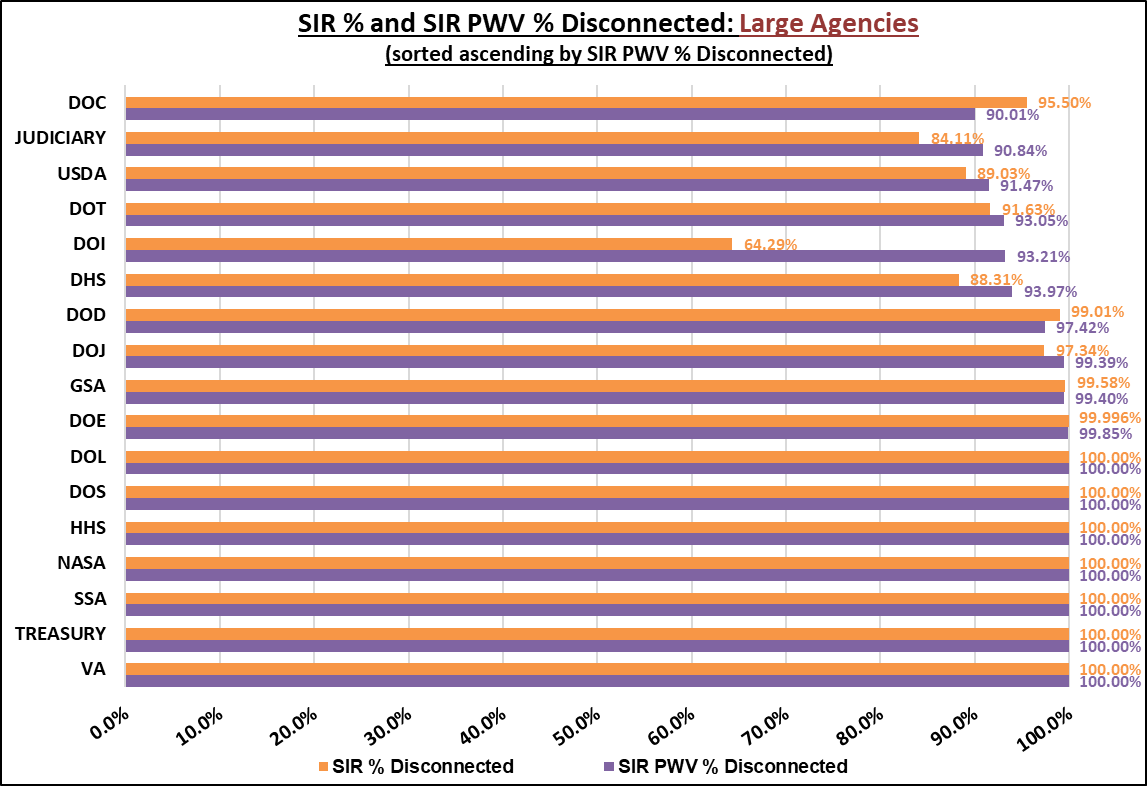 SIR % and SIR PWV % Disconnected: Large Agencies
(sorted ascending by SIR PWV % Disconnected)
DOC
95.50%
90.01%
JUDICIARY
84.11%
90.84%
USDA
89.03%
91.47%
DOT
91.63%
93.05%
DOI
64.29%
93.21%
DHS
88.31%
93.97%
DOD
99.01%
97.42%
DOJ
97.34%
99.39%
GSA
99.58%
99.40%
DOE
99.996%
99.85%
DOL
100.00%
100.00%
DOS
100.00%
100.00%
HHS
100.00%
100.00%
NASA
100.00%
100.00%
SSA
100.00%
100.00%
TREASURY
100.00%
100.00%
VA
100.00%
100.00%
0.0% 10.0% 20.0% 30.0% 40.0% 50.0% 60.0% 70.0% 80.0% 90.0% 100.0%
SIR % Disconnected SIR PWV % Disconnected